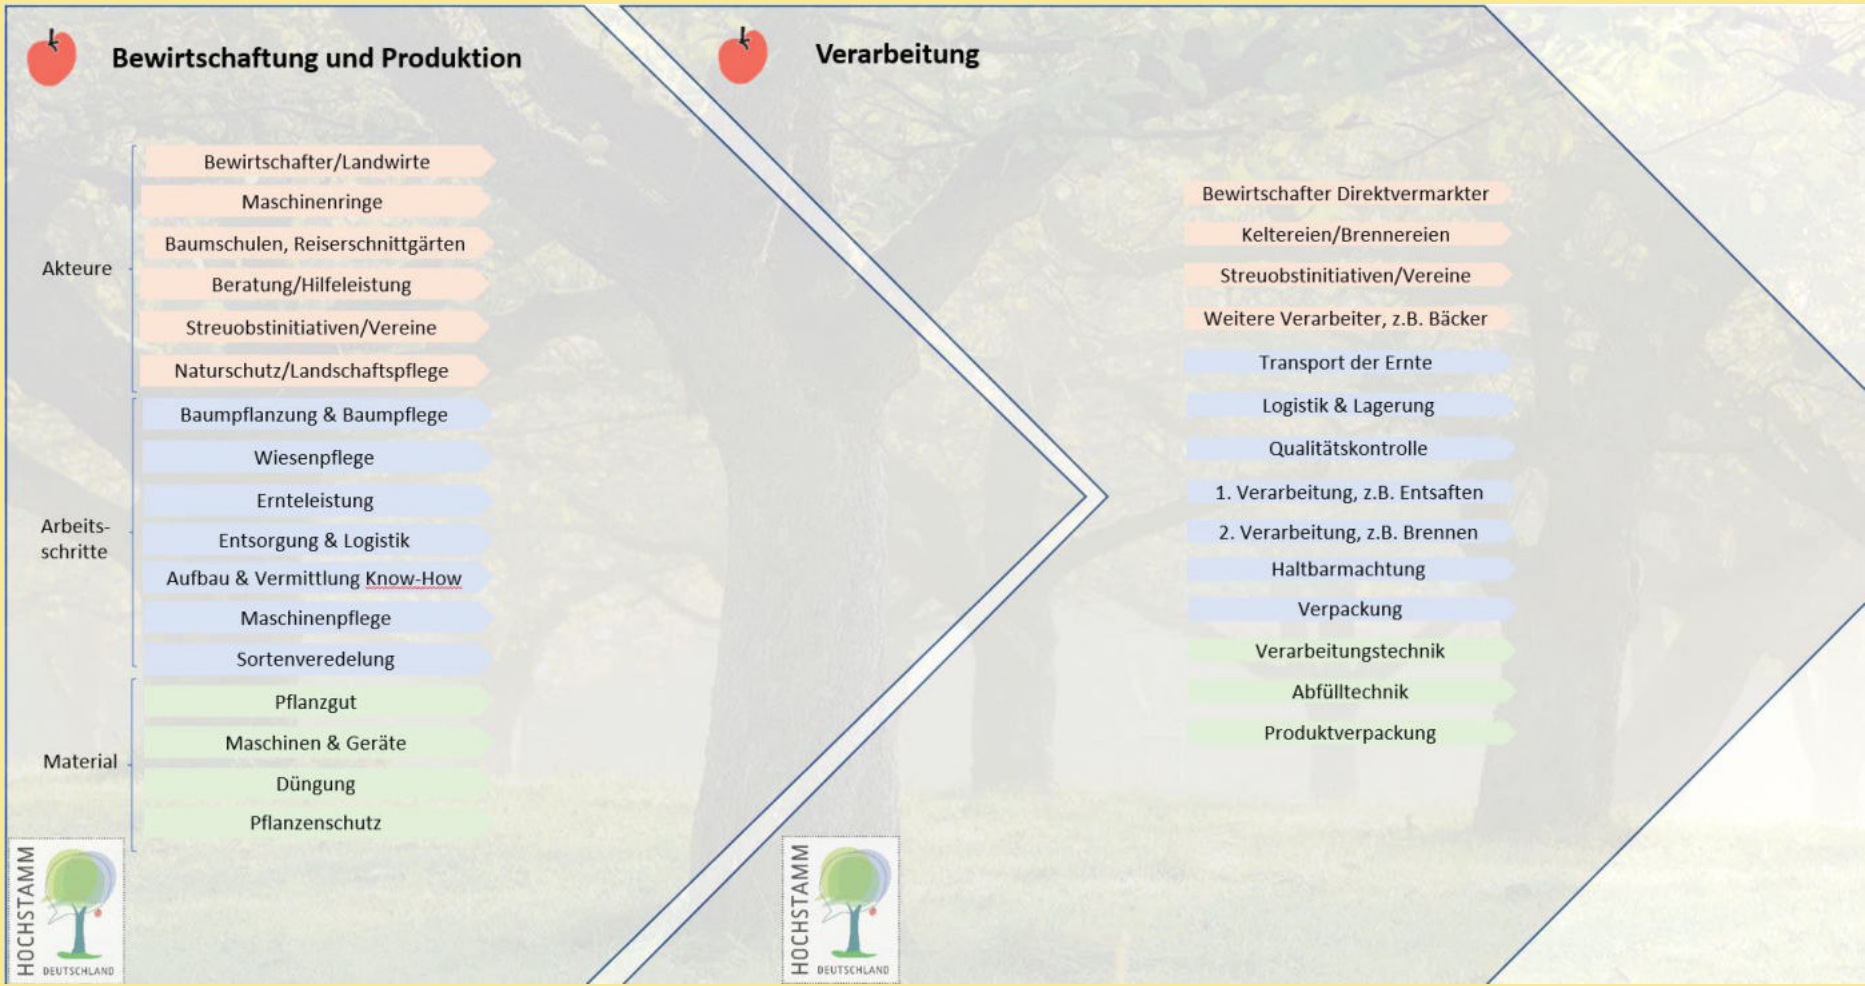 Bewirtschaftung und Produktion
Akteure
Bewirtschafter/Landwirte
Maschinenringe
Baumschulen, Reiserschnittgärten
Beratung/Hilfeleistung
Streuobstinitiativen/Vereine
Naturschutz/Landschaftspflege
Arbeits-
schritte
Baumpflanzung & Baumpflege
Wiesenpflege
Ernteleistung
Entsorgung & Logistik
Aufbau & Vermittlung Know-How
Maschinenpflege
Sortenveredelung
Material
Pflanzgut
Maschinen & Geräte
Düngung
Pflanzenschutz
HOCHSTAMM
DEUTSCHLAND
Verarbeitung
Bewirtschafter Direktvermarkter
Keltereien/Brennereien
Streuobstinitiativen/Vereine
Weitere Verarbeiter, z.B. Bäcker
Transport der Ernte
Logistik & Lagerung
Qualitätskontrolle
1. Verarbeitung, z.B. Entsaften
2. Verarbeitung, z.B. Brennen
Haltbarmachtung
Verpackung
Verarbeitungstechnik
Abfülltechnik
Produktverpackung
HOCHSTAMM
DEUTSCHLAND